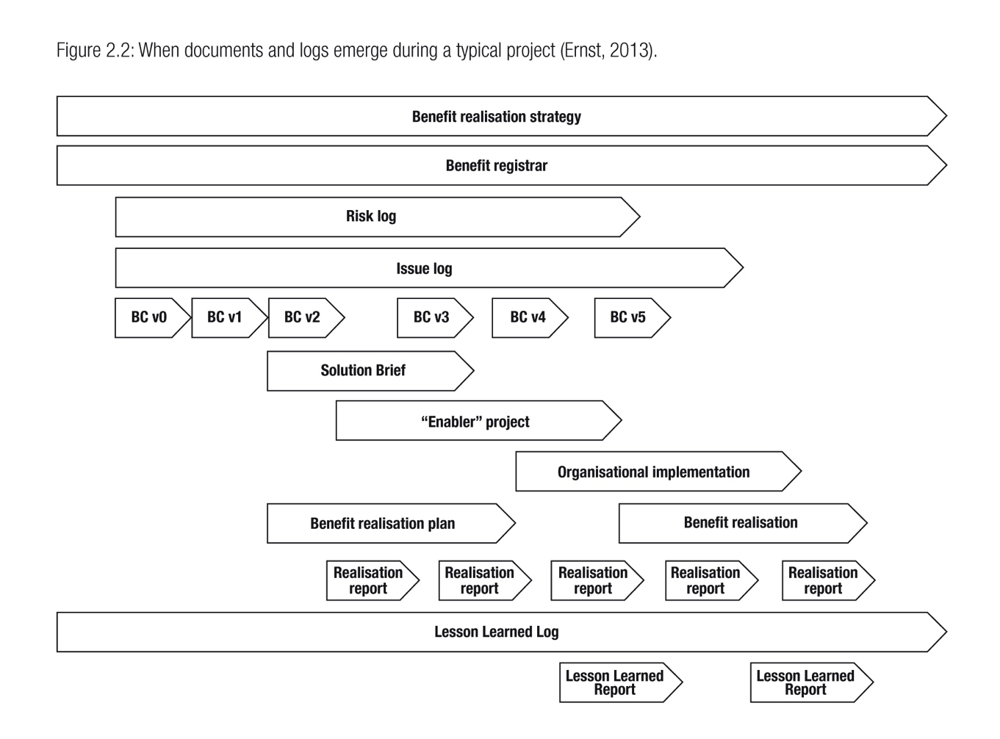 Figure 2.2: When documents and logs emerge during a typical project (Ernst, 2013).
Benefit realisation strategy
Benefit registrar
Risk log
Issue log
BC v0
BC v1
BC v2
BC v3
BC v4
BC v5
Solution Brief
“Enabler” project
Organisational implementation
Benefit realisation plan
Benefit realisation
Realisation
report
Realisation
report
Realisation
report
Realisation
report
Realisation
report
Lesson Learned Log
Lesson Learned
Report
Lesson Learned
Report